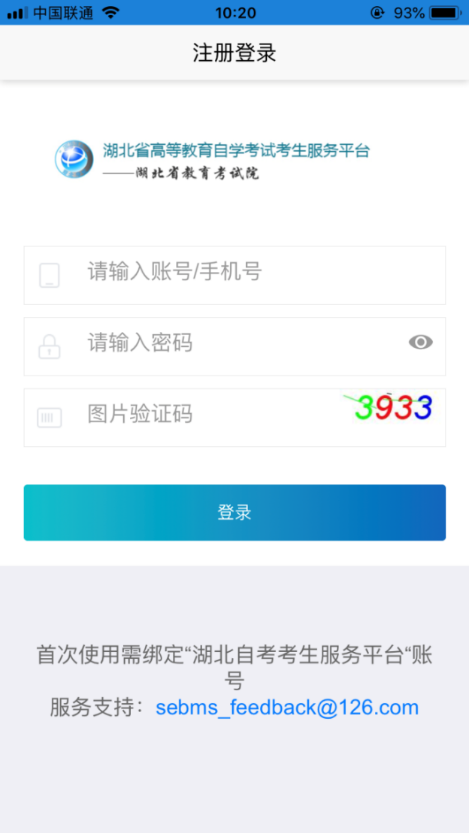 中国联通 10:20 93%
注册登录
湖北省高等教育自学考试考生服务平台
——湖北省教育考试院
请输入账号/手机号
请输入密码
图片验证码 3933
登录
首次使用需绑定“湖北自考考生服务平台“账
号
服务支持：sebms_feedback@126.com